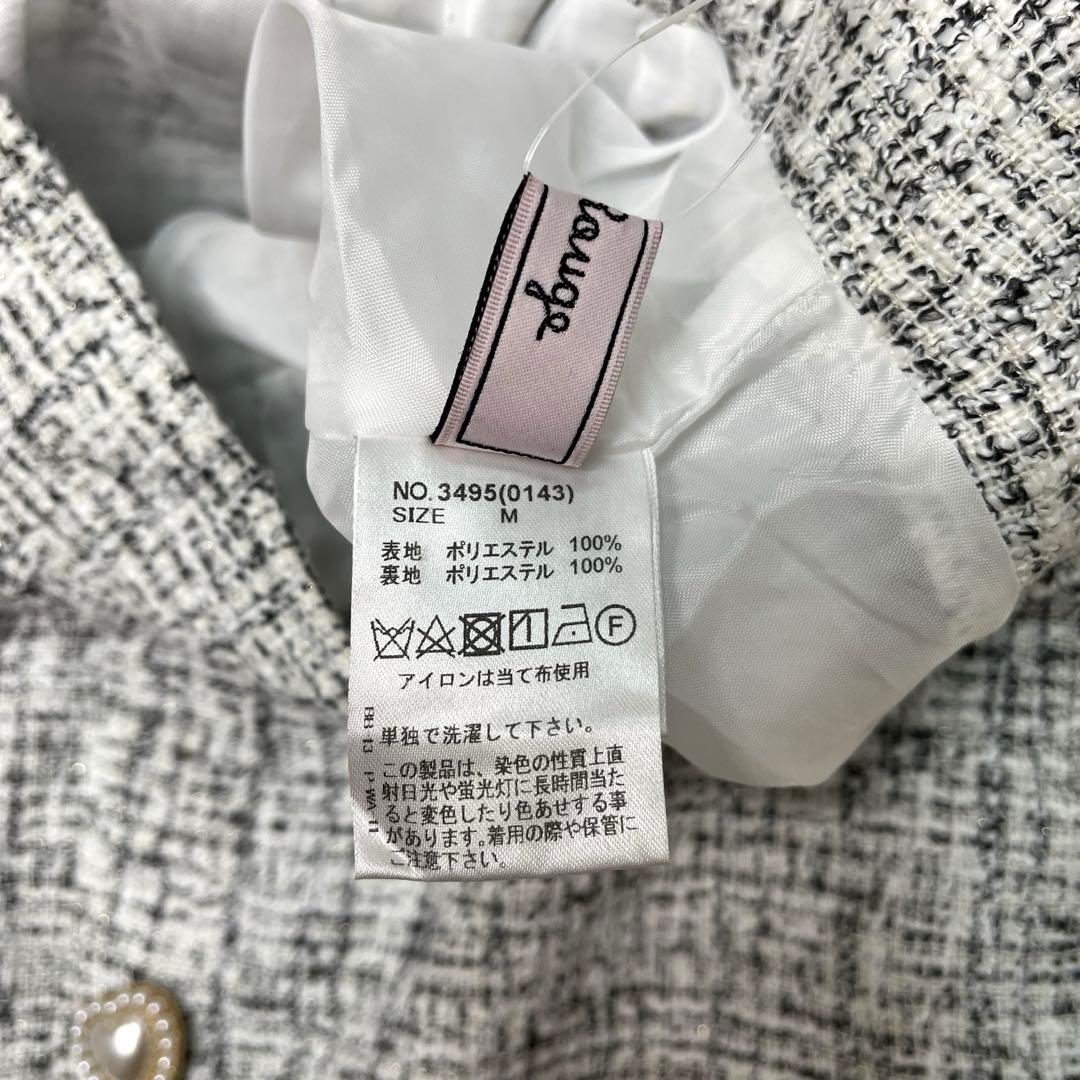 Rouge
NO. 3495(0143)
SIZE M
表地 ポリエステル 100%
裏地 ポリエステル 100%
F
アイロンは当て布使用
単独で洗濯して下さい。
この製品は、染色の性質上直
射日光や蛍光灯に長時間当た
ると変色したり色あせする事
があります。着用の際や保管に
ご注意下さい。